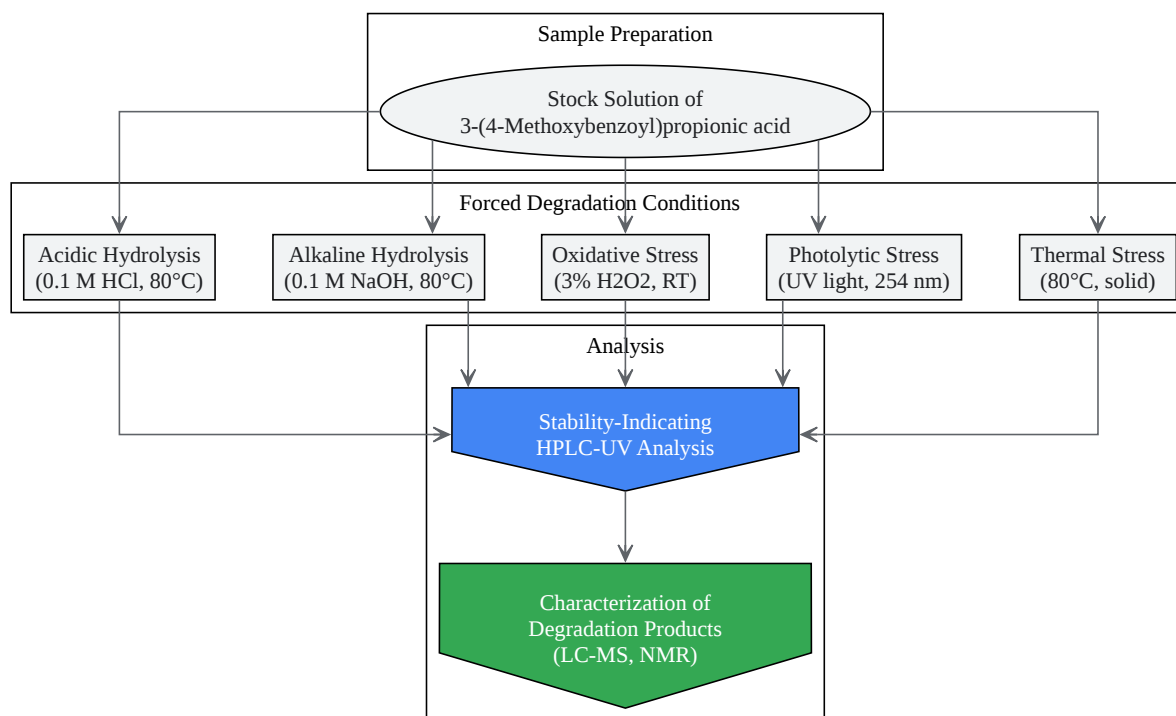 Sample Preparation
Stock Solution of
3-(4-Methoxybenzoyl)propionic acid
Forced Degradation Conditions
Acidic Hydrolysis
(0.1 M HCl, 80°C)
Alkaline Hydrolysis
(0.1 M NaOH, 80°C)
Oxidative Stress
(3% H2O2, RT)
Photolytic Stress
(UV light, 254 nm)
Thermal Stress
(80°C, solid)
Analysis
Stability-Indicating
HPLC-UV Analysis
Characterization of
Degradation Products
(LC-MS, NMR)